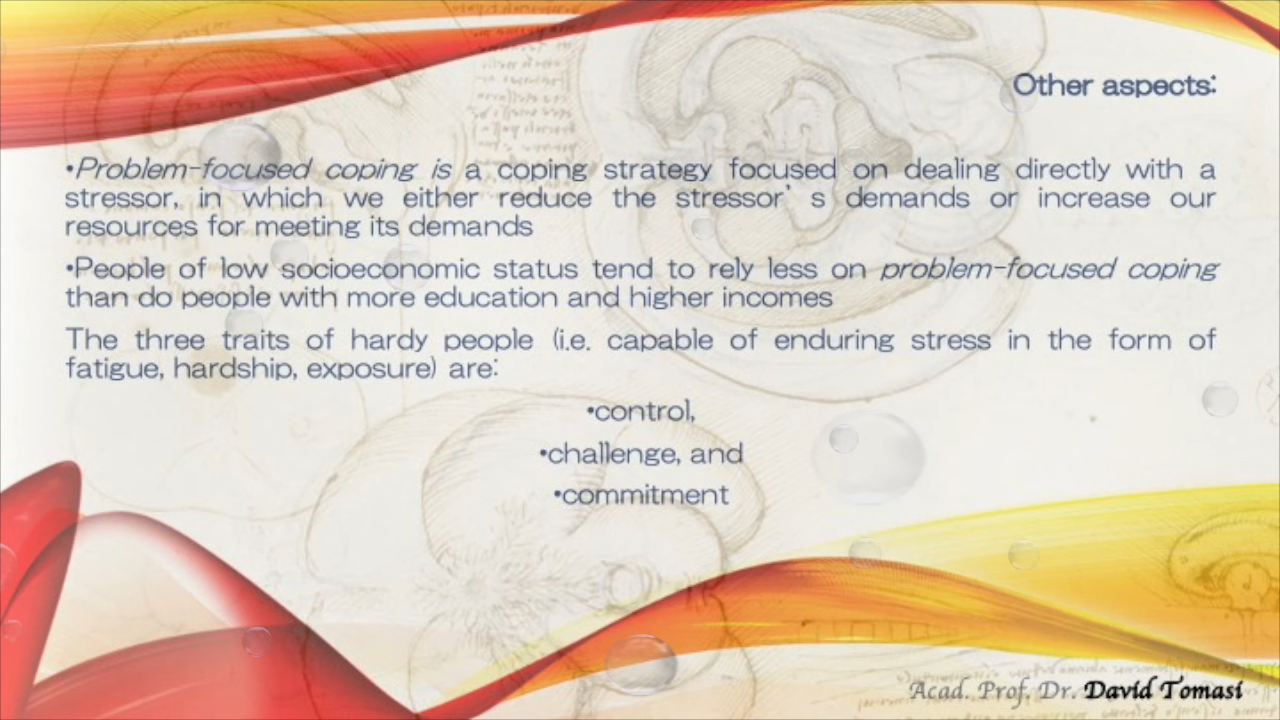 Other aspects:
•Problem-focused coping is a coping strategy focused on dealing directly with a
stressor, in which we either reduce the stressor’s demands or increase our
resources for meeting its demands
•People of low socioeconomic status tend to rely less on problem-focused coping
than do people with more education and higher incomes
The three traits of hardy people (i.e. capable of enduring stress in the form of
fatigue, hardship, exposure) are:
•control,
•challenge, and
•commitment
Acad. Prof. Dr. David Tomasi